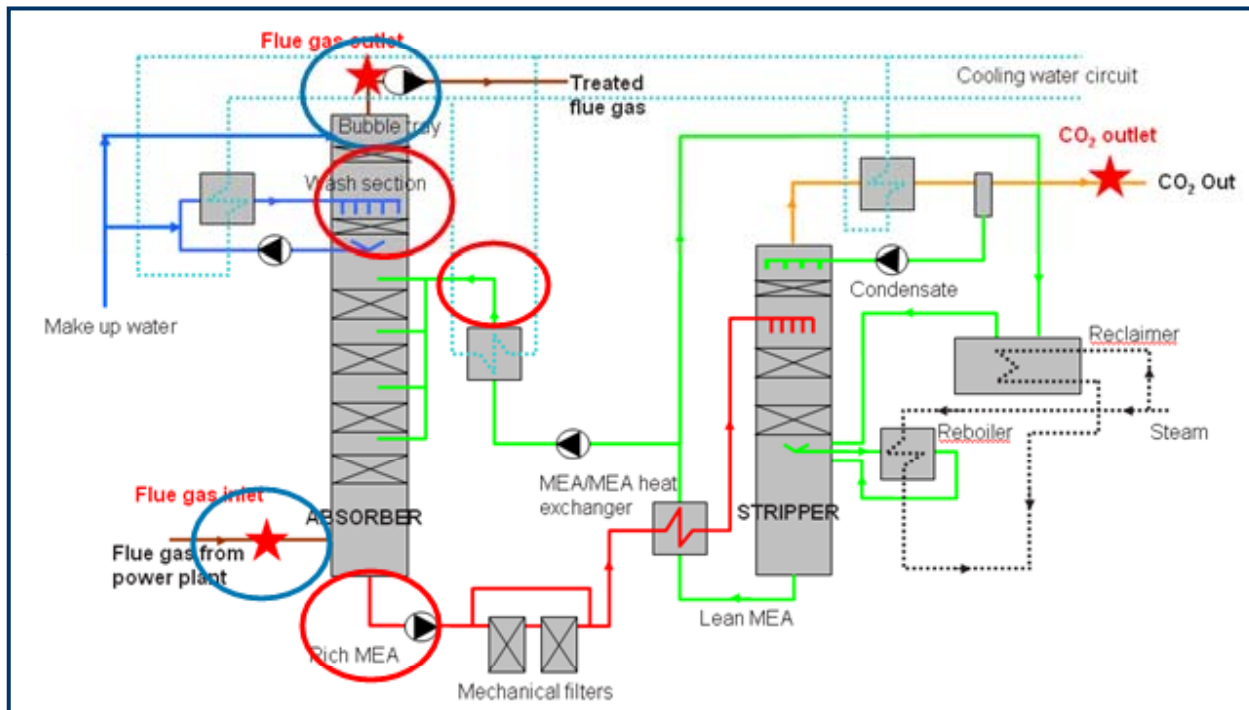 Flue gas outlet
Cooling water circuit
Treated
flue gas
Bubble tray
CO₂ outlet
CO₂ Out
Wash section
Condensate
Make up water
Reclaimer
Reboiler
Steam
MEA/MEA heat
exchanger
Flue gas inlet
ABSORBER
STRIPPER
Flue gas from
power plant
Lean MEA
Rich MEA
Mechanical filters